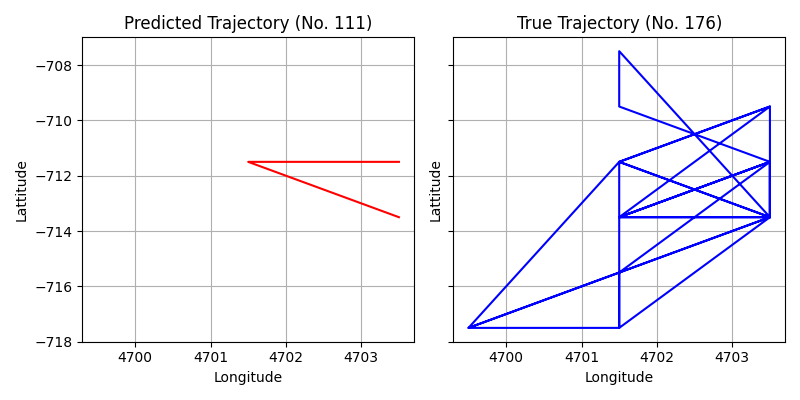 Predicted Trajectory (No. 111)
True Trajectory (No. 176)
−708
−710
−712
−714
−716
−718
Lattitude
Lattitude
4700 4701 4702 4703
4700 4701 4702 4703
Longitude
Longitude